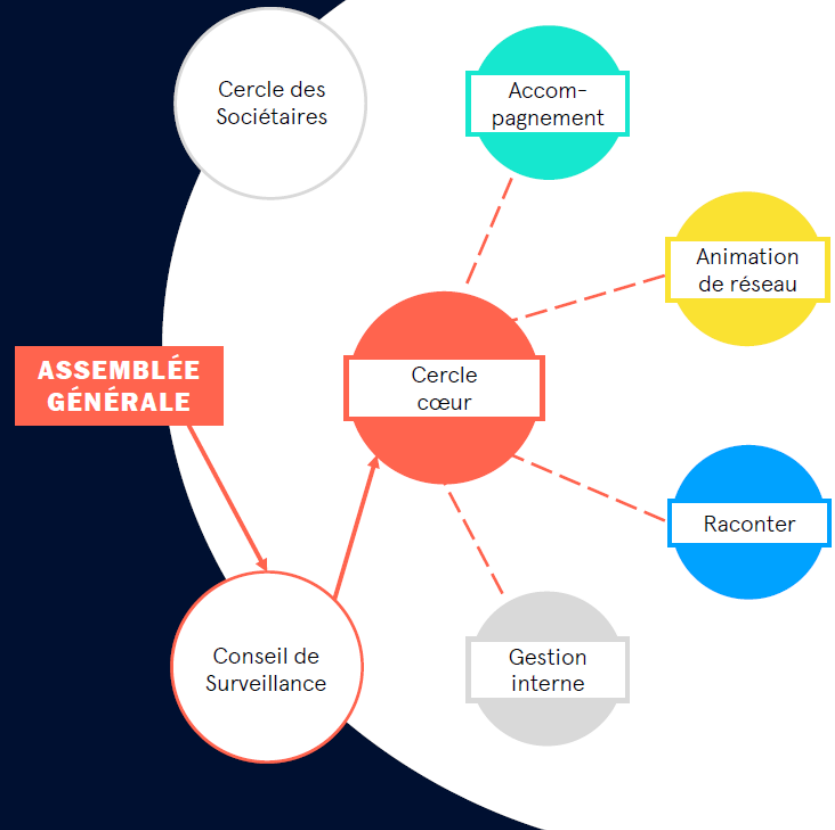 Cercle des
Sociétaires
Accom-
pagnement
Animation
de réseau
ASSEMBLÉE
GÉNÉRALE
Cercle
cœur
Raconter
Conseil de
Surveillance
Gestion
interne